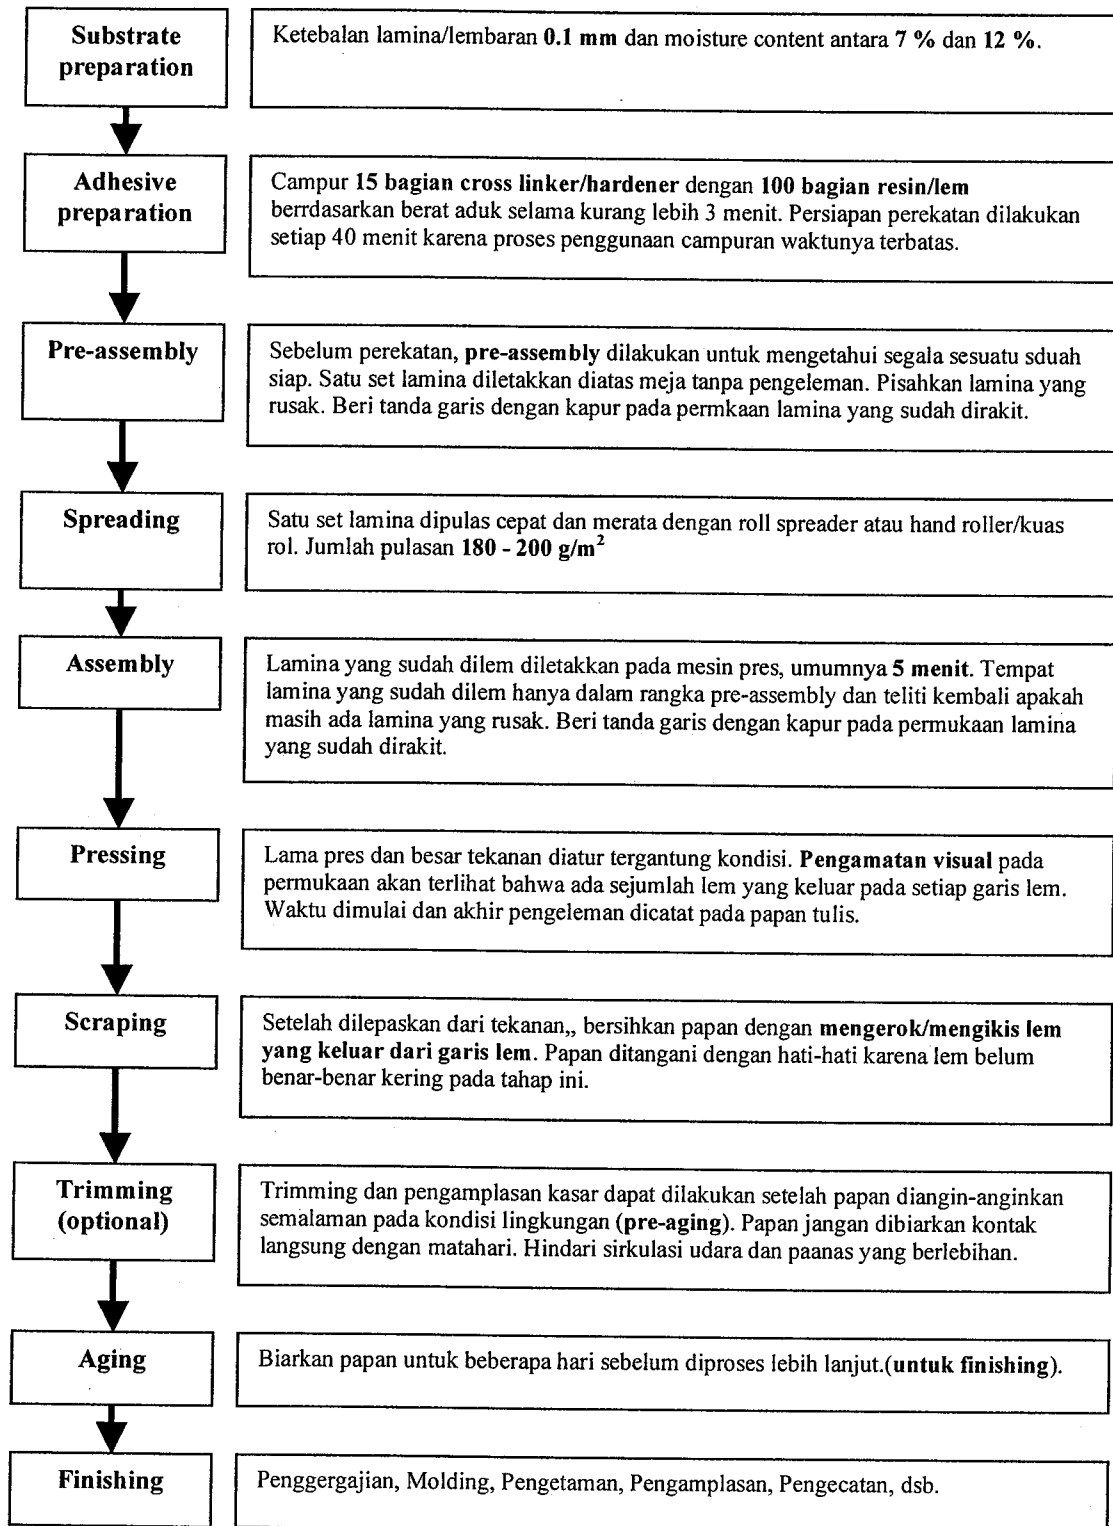 Substrate
preparation
Ketebalan lamina/lembaran 0.1 mm dan moisture content antara 7 % dan 12 %.
Adhesive
preparation
Campur 15 bagian cross linker/hardener dengan 100 bagian resin/lem
berrdasarkan berat aduk selama kurang lebih 3 menit. Persiapan perekatan dilakukan
setiap 40 menit karena proses penggunaan campuran waktunya terbatas.
Pre-assembly
Sebelum perekatan, pre-assembly dilakukan untuk mengetahui segala sesuatu sduah
siap. Satu set lamina diletakkan diatas meja tanpa pengeleman. Pisahkan lamina yang
rusak. Beri tanda garis dengan kapur pada permkaan lamina yang sudah dirakit.
Spreading
Satu set lamina dipulas cepat dan merata dengan roll spreader atau hand roller/kuas
rol. Jumlah pulasan 180 - 200 g/m²
Assembly
Lamina yang sudah dilem diletakkan pada mesin pres, umumnya 5 menit. Tempat
lamina yang sudah dilem hanya dalam rangka pre-assembly dan teliti kembali apakah
masih ada lamina yang rusak. Beri tanda garis dengan kapur pada permukaan lamina
yang sudah dirakit.
Pressing
Lama pres dan besar tekanan diatur tergantung kondisi. Pengamatan visual pada
permukaan akan terlihat bahwa ada sejumlah lem yang keluar pada setiap garis lem.
Waktu dimulai dan akhir pengeleman dicatat pada papan tulis.
Scraping
Setelah dilepaskan dari tekanan,, bersihkan papan dengan mengerok/mengikis lem
yang keluar dari garis lem. Papan ditangani dengan hati-hati karena lem belum
benar-benar kering pada tahap ini.
Trimming
(optional)
Trimming dan pengamplasan kasar dapat dilakukan setelah papan diangin-anginkan
semalaman pada kondisi lingkungan (pre-aging). Papan jangan dibiarkan kontak
langsung dengan matahari. Hindari sirkulasi udara dan paanas yang berlebihan.
Aging
Biarkan papan untuk beberapa hari sebelum diproses lebih lanjut.(untuk finishing).
Finishing
Penggergajian, Molding, Pengetaman, Pengamplasan, Pengecatan, dsb.